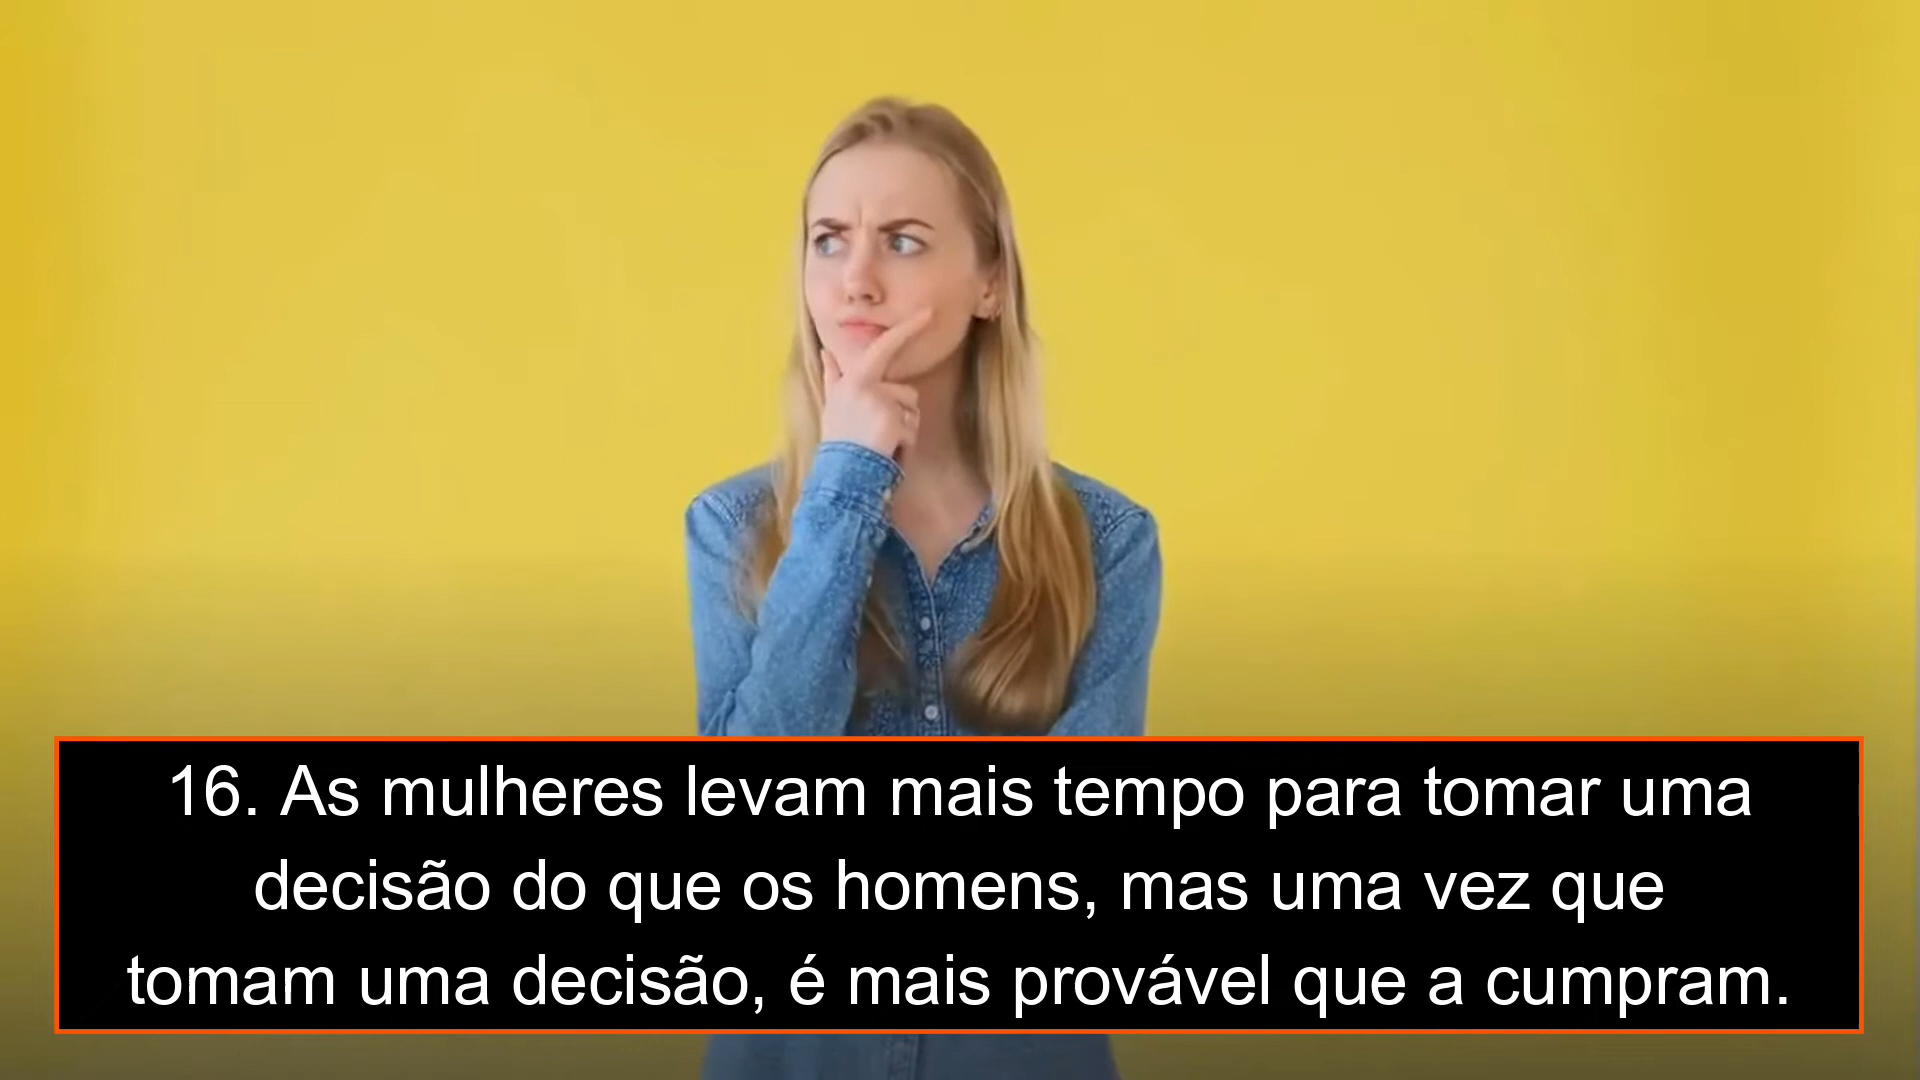 16. As mulheres levam mais tempo para tomar uma
decisão do que os homens, mas uma vez que
tomam uma decisão, é mais provável que a cumpram.